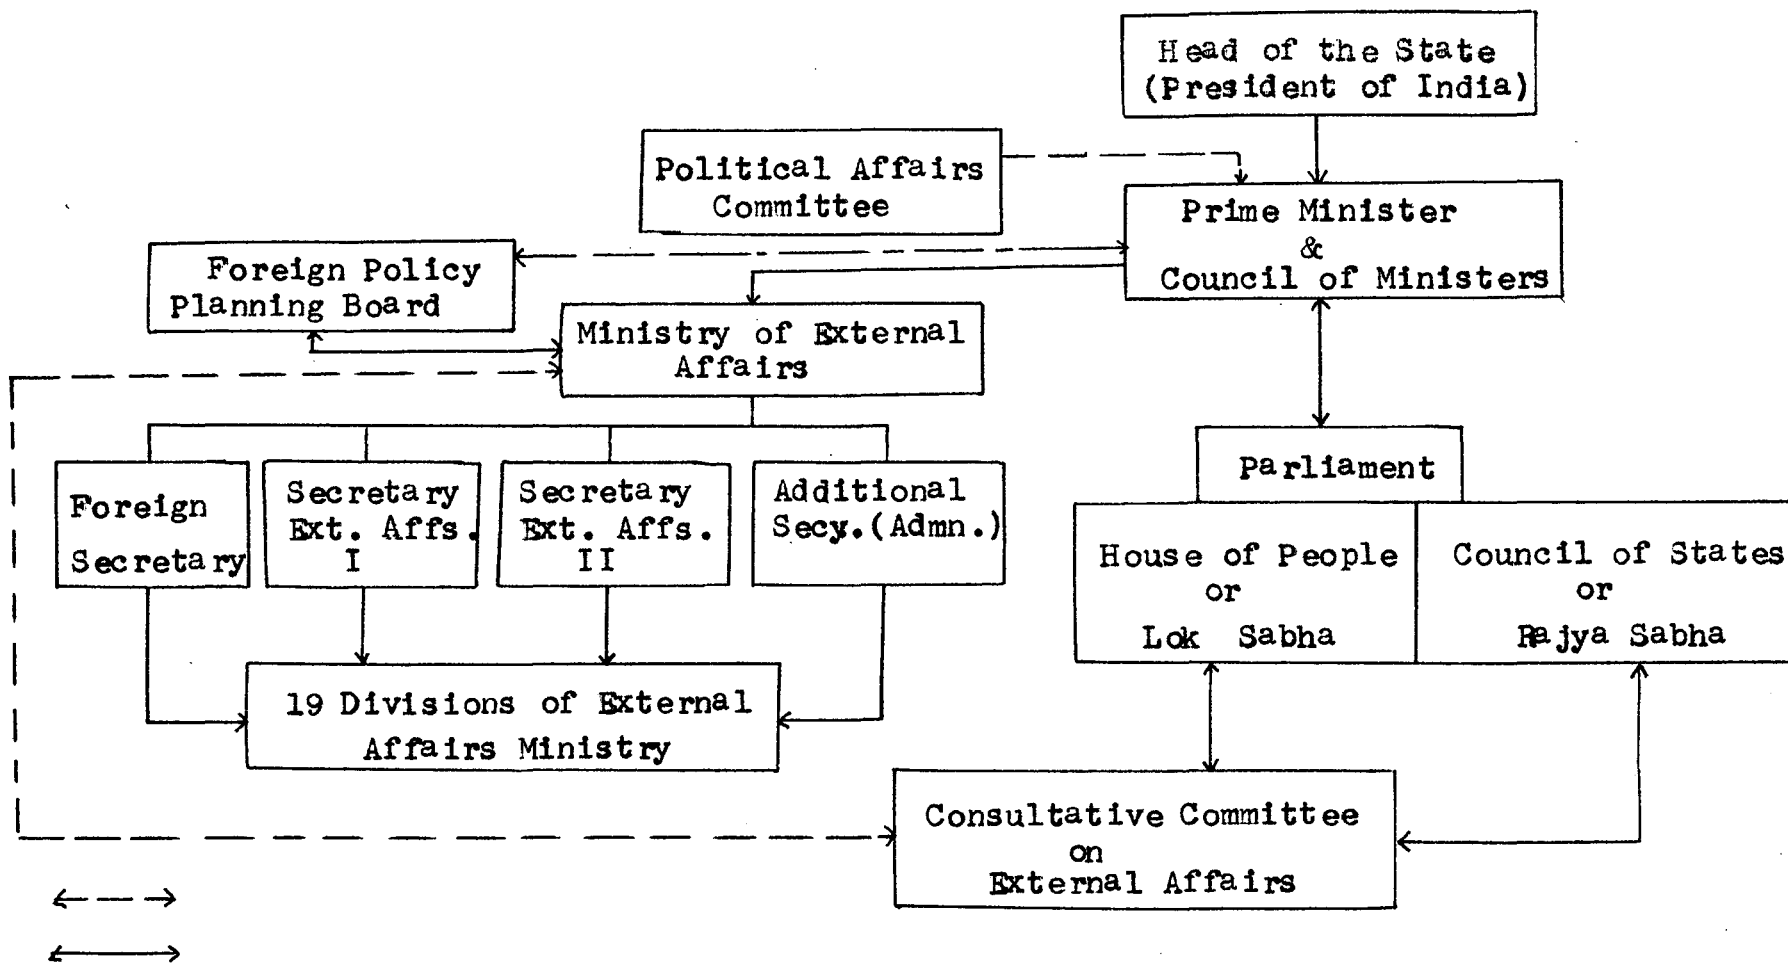 Head of the State
(President of India)
Political Affairs
Committee
Prime Minister
&
Council of Ministers
Foreign Policy
Planning Board
Ministry of External
Affairs
Foreign
Secretary
Secretary
Ext. Affs.
I
Secretary
Ext. Affs.
II
Additional
Secy.(Admn.)
Parliament
House of People
or
Lok Sabha
Council of States
or
Rajya Sabha
19 Divisions of External
Affairs Ministry
Consultative Committee
on
External Affairs